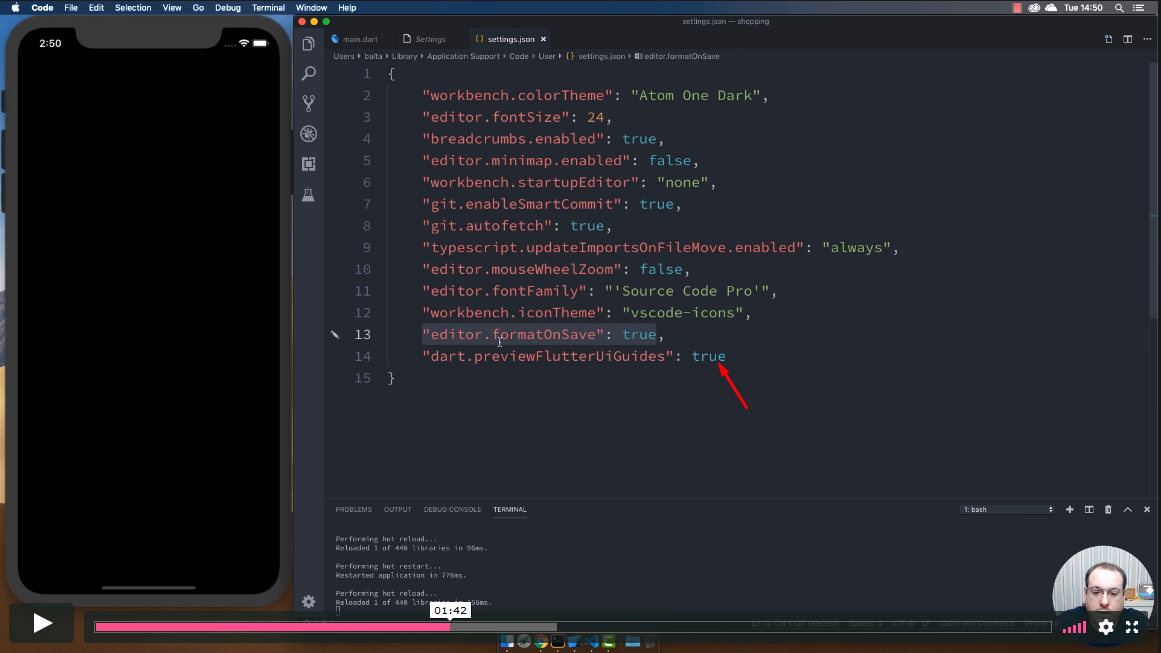 Code File Edit Selection View Go Debug Terminal Window Help
Tue 14:50
2:50
settings.json — shopping
main.dart
Settings
{} settings.json
Users › balta › Library › Application Support › Code › User › {} settings.json › editor.formatOnSave
1 {
2 "workbench.colorTheme": "Atom One Dark",
3 "editor.fontSize": 24,
4 "breadcrumbs.enabled": true,
5 "editor.minimap.enabled": false,
6 "workbench.startupEditor": "none",
7 "git.enableSmartCommit": true,
8 "git.autofetch": true,
9 "typescript.updateImportsOnFileMove.enabled": "always",
10 "editor.mouseWheelZoom": false,
11 "editor.fontFamily": "'Source Code Pro'",
12 "workbench.iconTheme": "vscode-icons",
13 "editor.formatOnSave": true,
14 "dart.previewFlutterUiGuides": true
15 }
PROBLEMS OUTPUT DEBUG CONSOLE TERMINAL
1: bash
Performing hot reload...
Reloaded 1 of 440 libraries in 96ms.
Performing hot restart...
Restarted application in 776ms.
Performing hot reload...
Reloaded 1 of 440 libraries in
01:42